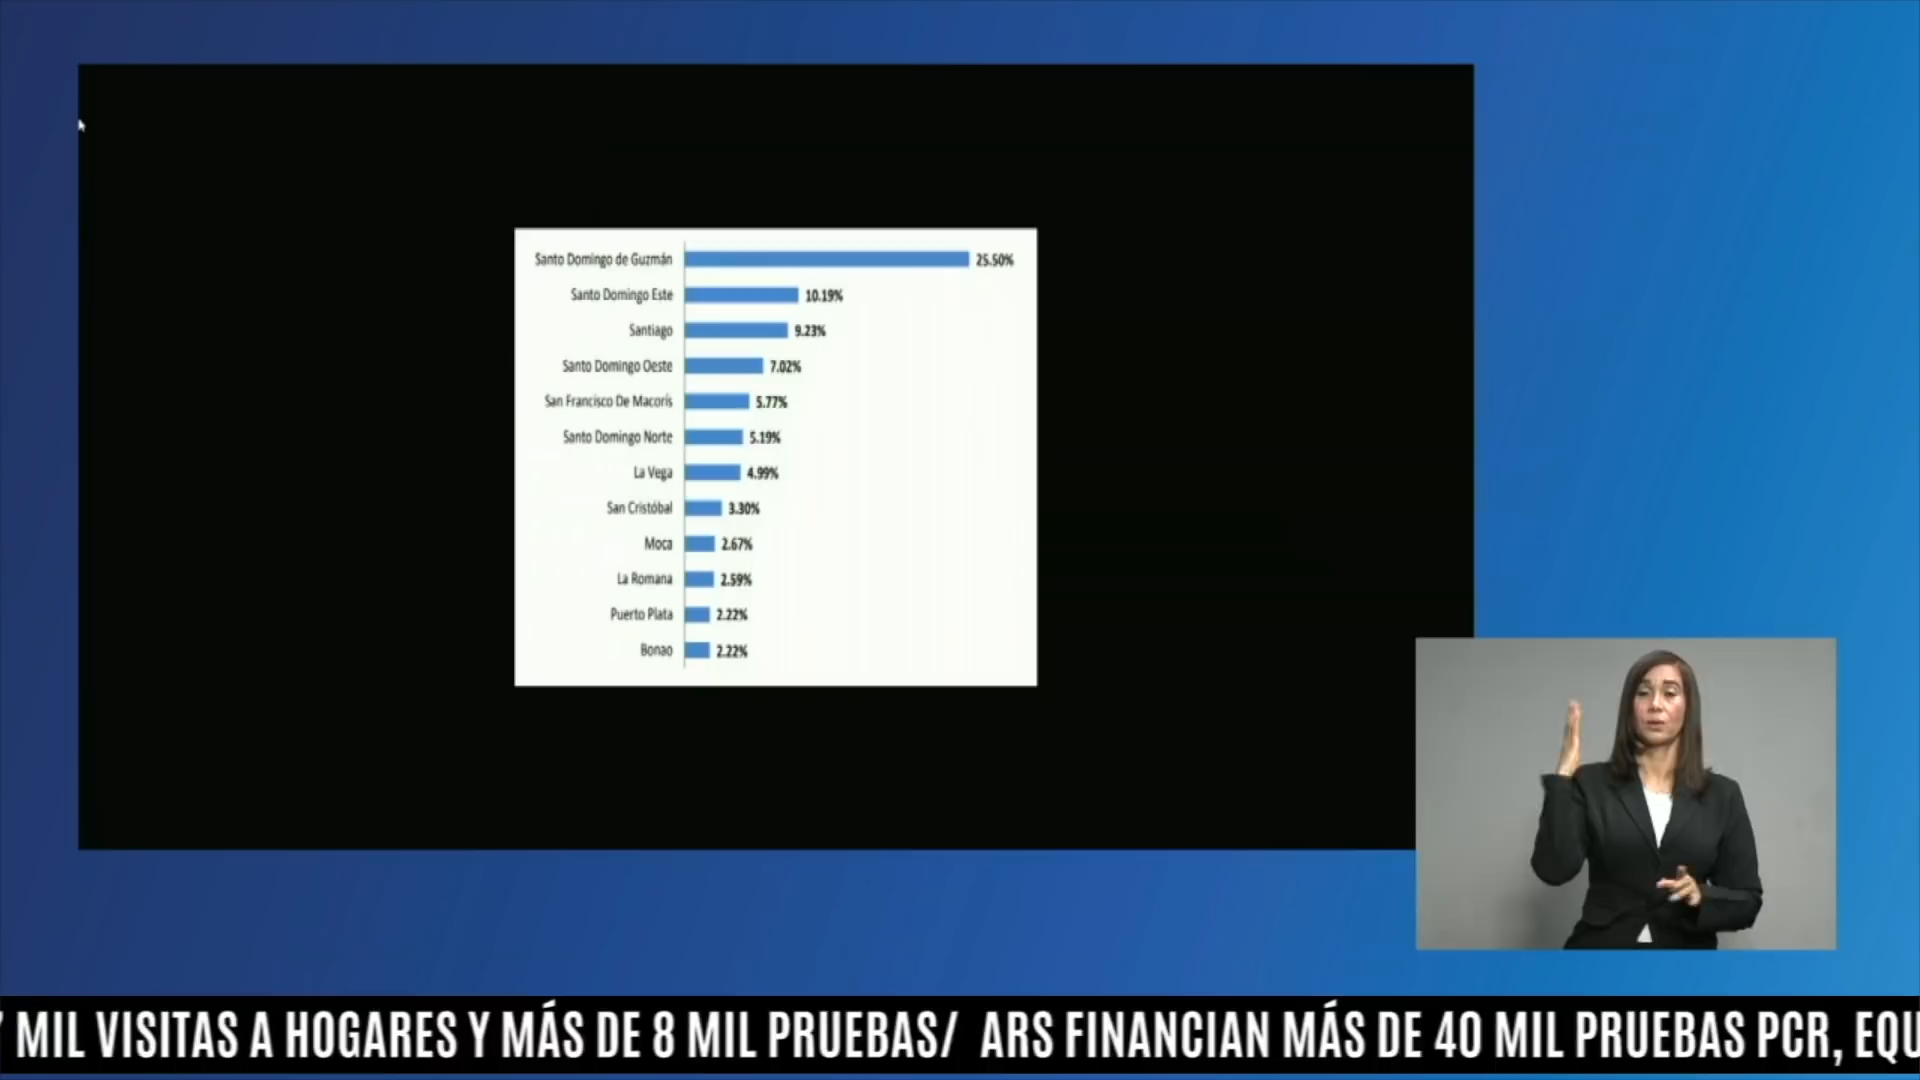 Santo Domingo de Guzmán 25.50%
Santo Domingo Este 10.19%
Santiago 9.23%
Santo Domingo Oeste 7.02%
San Francisco De Macorís 5.77%
Santo Domingo Norte 5.19%
La Vega 4.99%
San Cristóbal 3.30%
Moca 2.67%
La Romana 2.59%
Puerto Plata 2.22%
Bonao 2.22%
MIL VISITAS A HOGARES Y MÁS DE 8 MIL PRUEBAS/ ARS FINANCIAN MÁS DE 40 MIL PRUEBAS PCR, EQU